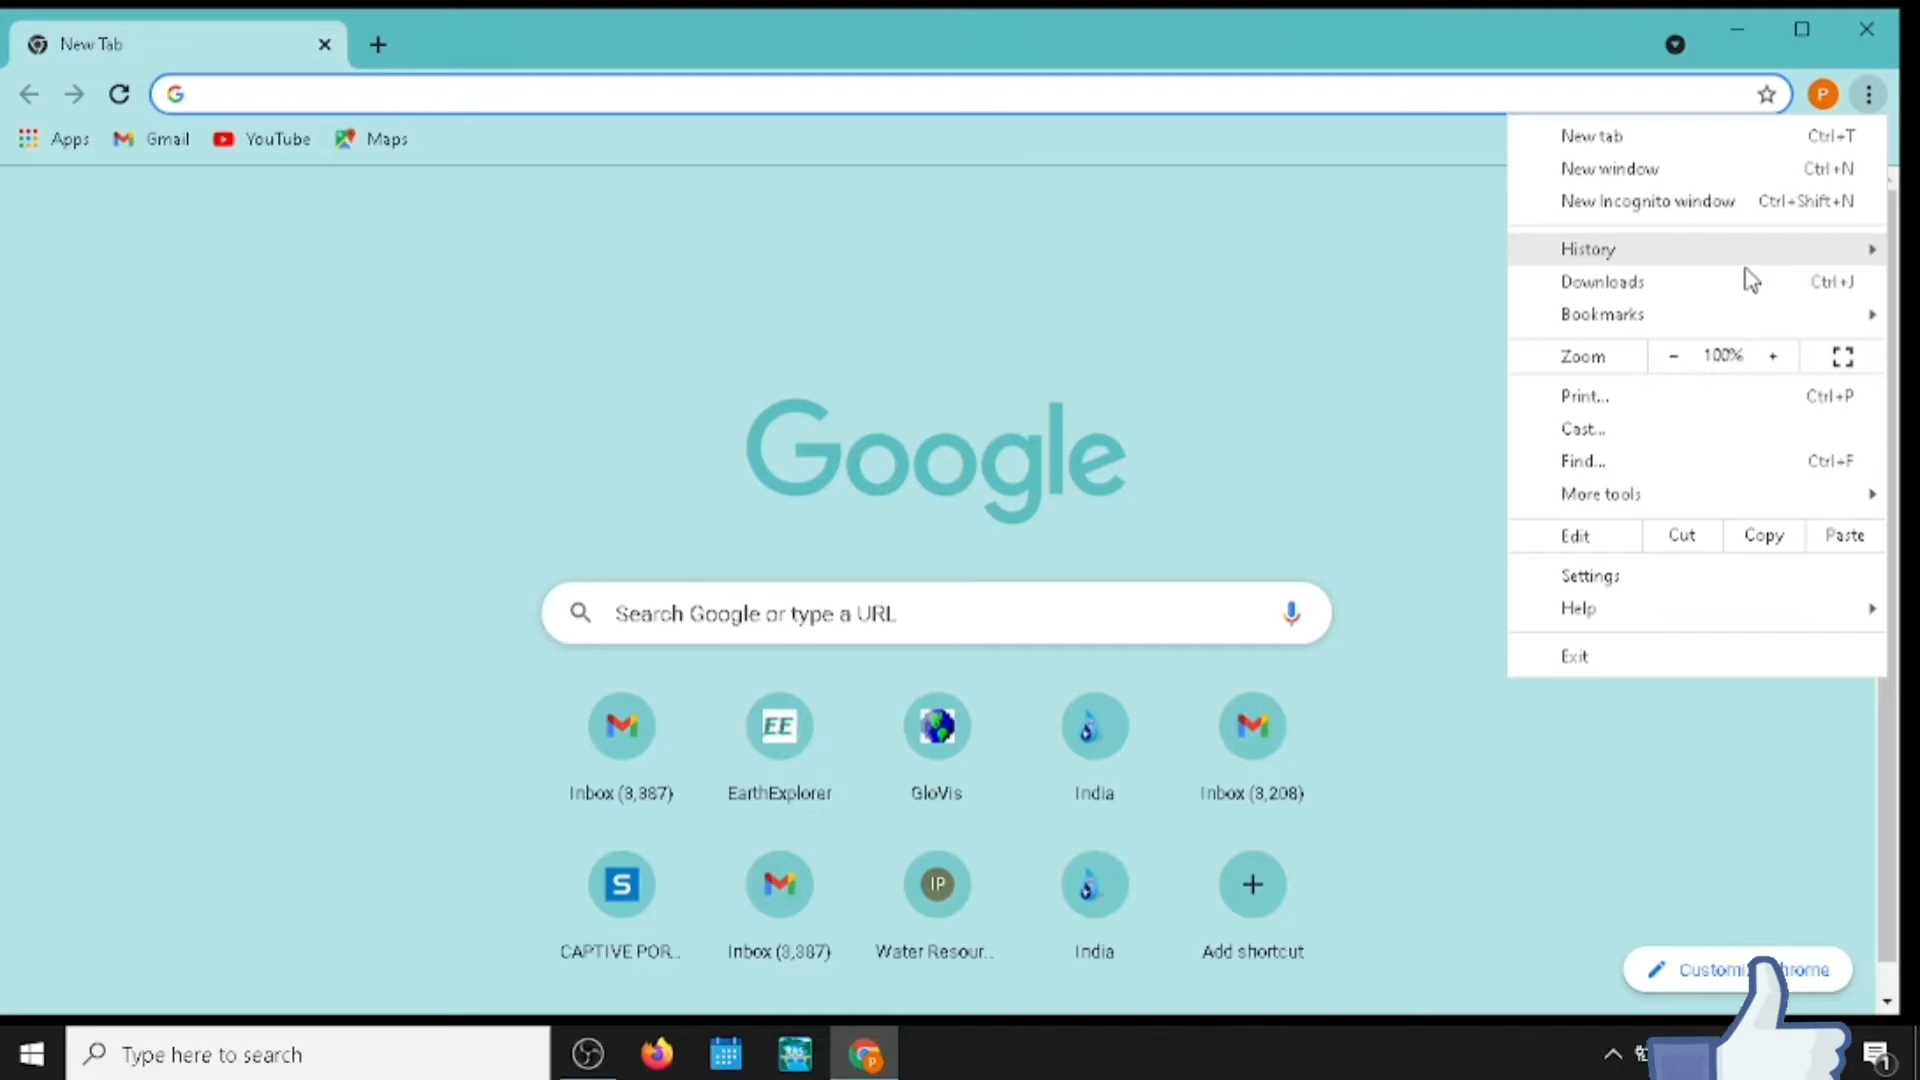 New Tab
Apps Gmail YouTube Maps
New tab Ctrl+T
New window Ctrl+N
New Incognito window Ctrl+Shift+N
History
Downloads Ctrl+J
Bookmarks
Zoom - 100% +
Print... Ctrl+P
Cast...
Find... Ctrl+F
More tools
Edit Cut Copy Paste
Settings
Help
Exit
P
Google
Search Google or type a URL
EE
Inbox (3,387) EarthExplorer GloVis India Inbox (3,208)
S IP
CAPTIVE POR... Inbox (3,387) Water Resour... India Add shortcut
Type here to search
1